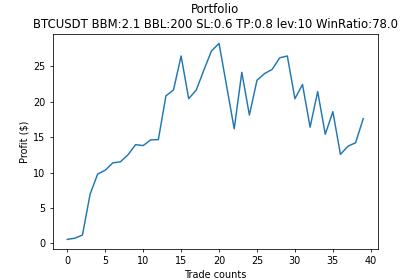 Portfolio
BTCUSDT BBM:2.1 BBL:200 SL:0.6 TP:0.8 lev:10 WinRatio:78.0
25
20
15
10
5
0
Profit ($)
0 5 10 15 20 25 30 35 40
Trade counts